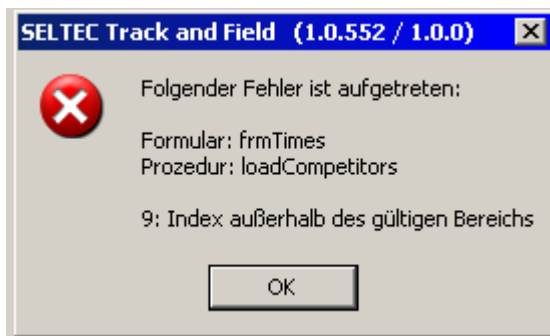 SELTEC Track and Field (1.0.552 / 1.0.0)
Folgender Fehler ist aufgetreten:
Formular: frmTimes
Prozedur: loadCompetitors
9: Index außerhalb des gültigen Bereichs
OK